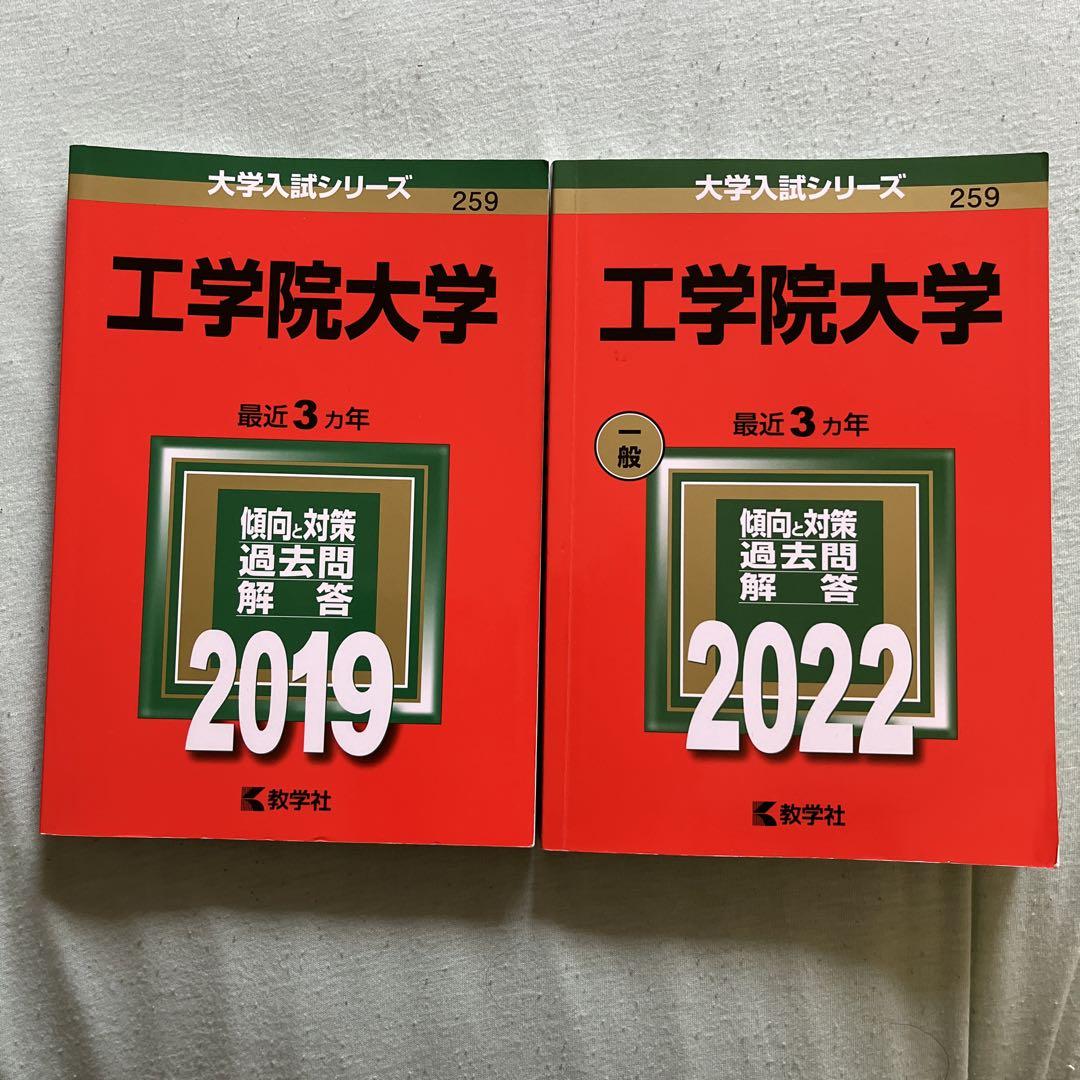 大学入試シリーズ
259
工学院大学
最近3カ年
傾向と対策
過去問
解答
2019
教学社
大学入試シリーズ
259
工学院大学
一般
最近3カ年
傾向と対策
過去問
解答
2022
教学社